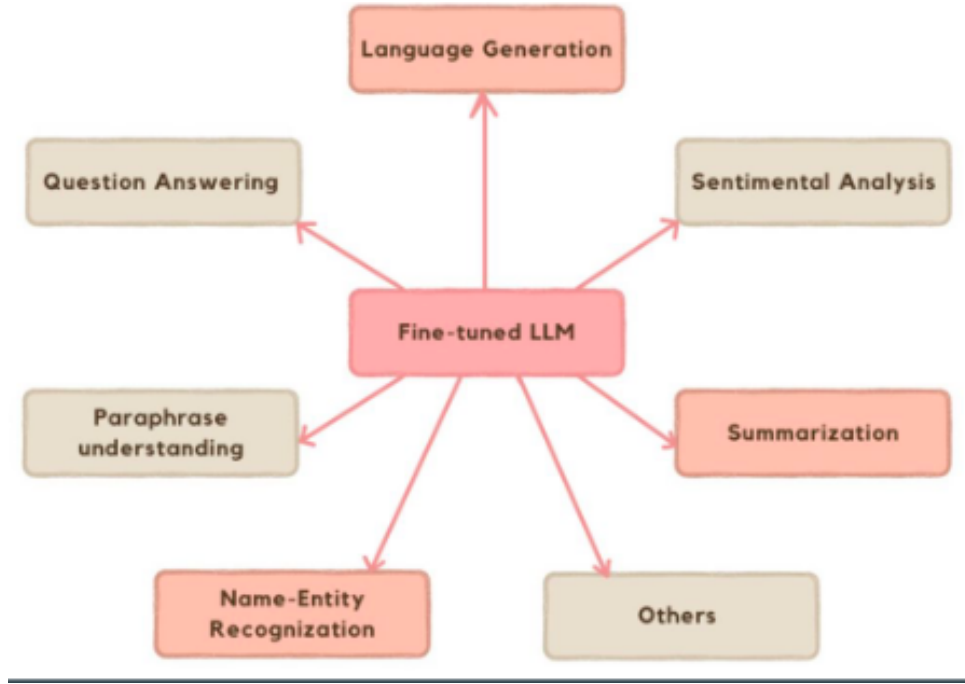 Language Generation
Question Answering
Sentimental Analysis
Fine-tuned LLM
Paraphrase
understanding
Summarization
Name-Entity
Recognization
Others